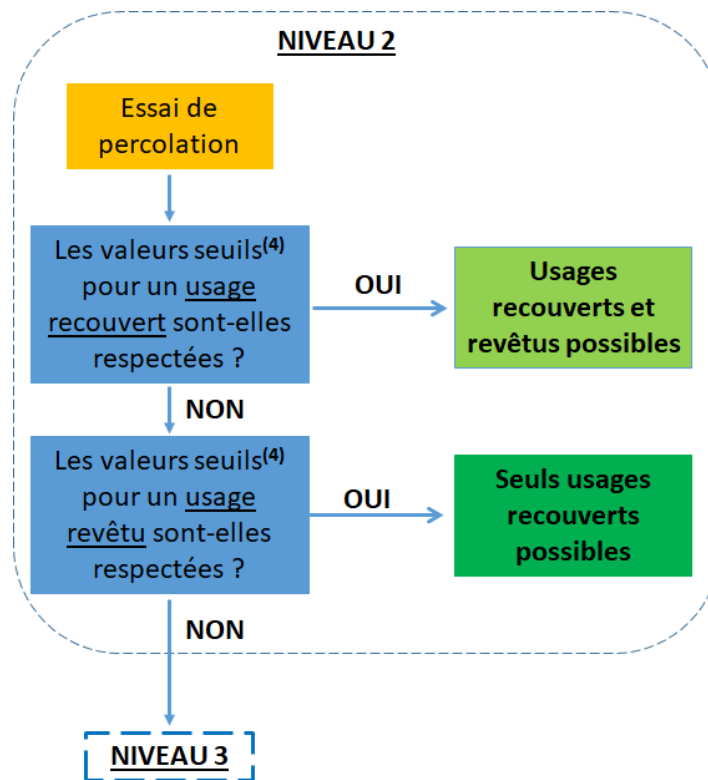 NIVEAU 2
Essai de
percolation
Les valeurs seuils(4)
pour un usage
recouvert sont-elles
respectées ?
OUI
Usages
recouverts et
revêtus possibles
NON
Les valeurs seuils(4)
pour un usage
revêtu sont-elles
respectées ?
OUI
Seuls usages
recouverts
possibles
NON
NIVEAU 3